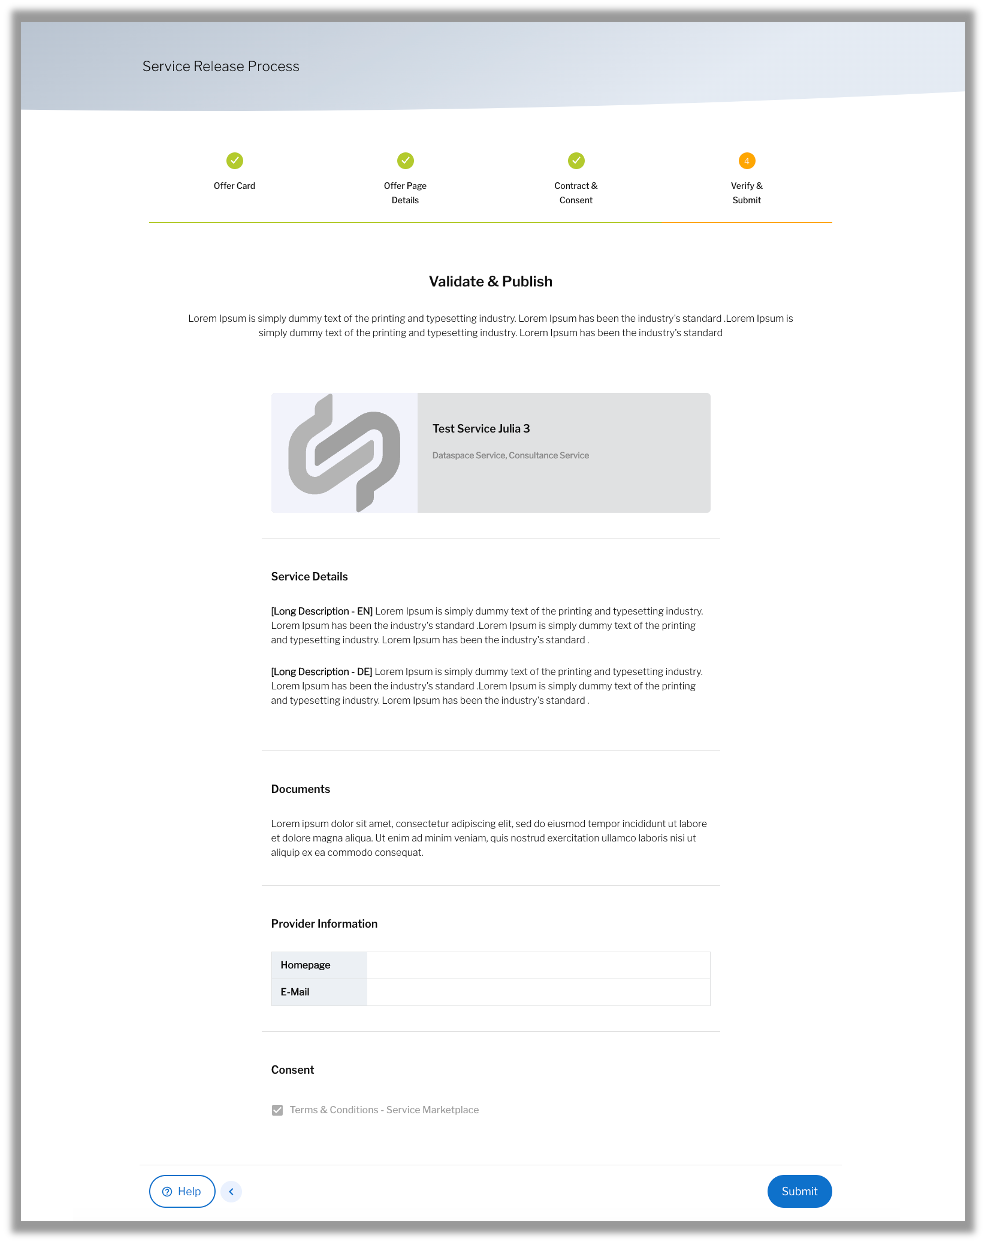 Service Release Process
4
Offer Card
Offer Page
Details
Contract &
Consent
Verify &
Submit
Validate & Publish
Lorem Ipsum is simply dummy text of the printing and typesetting industry. Lorem Ipsum has been the industry's standard .Lorem Ipsum is
simply dummy text of the printing and typesetting industry. Lorem Ipsum has been the industry's standard
Test Service Julia 3
Dataspace Service, Consultance Service
Service Details
[Long Description - EN] Lorem Ipsum is simply dummy text of the printing and typesetting industry.
Lorem Ipsum has been the industry's standard .Lorem Ipsum is simply dummy text of the printing
and typesetting industry. Lorem Ipsum has been the industry's standard .
[Long Description - DE] Lorem Ipsum is simply dummy text of the printing and typesetting industry.
Lorem Ipsum has been the industry's standard .Lorem Ipsum is simply dummy text of the printing
and typesetting industry. Lorem Ipsum has been the industry's standard .
Documents
Lorem ipsum dolor sit amet, consectetur adipiscing elit, sed do eiusmod tempor incididunt ut labore
et dolore magna aliqua. Ut enim ad minim veniam, quis nostrud exercitation ullamco laboris nisi ut
aliquip ex ea commodo consequat.
Provider Information
Homepage
E-Mail
Consent
Terms & Conditions - Service Marketplace
Help
Submit